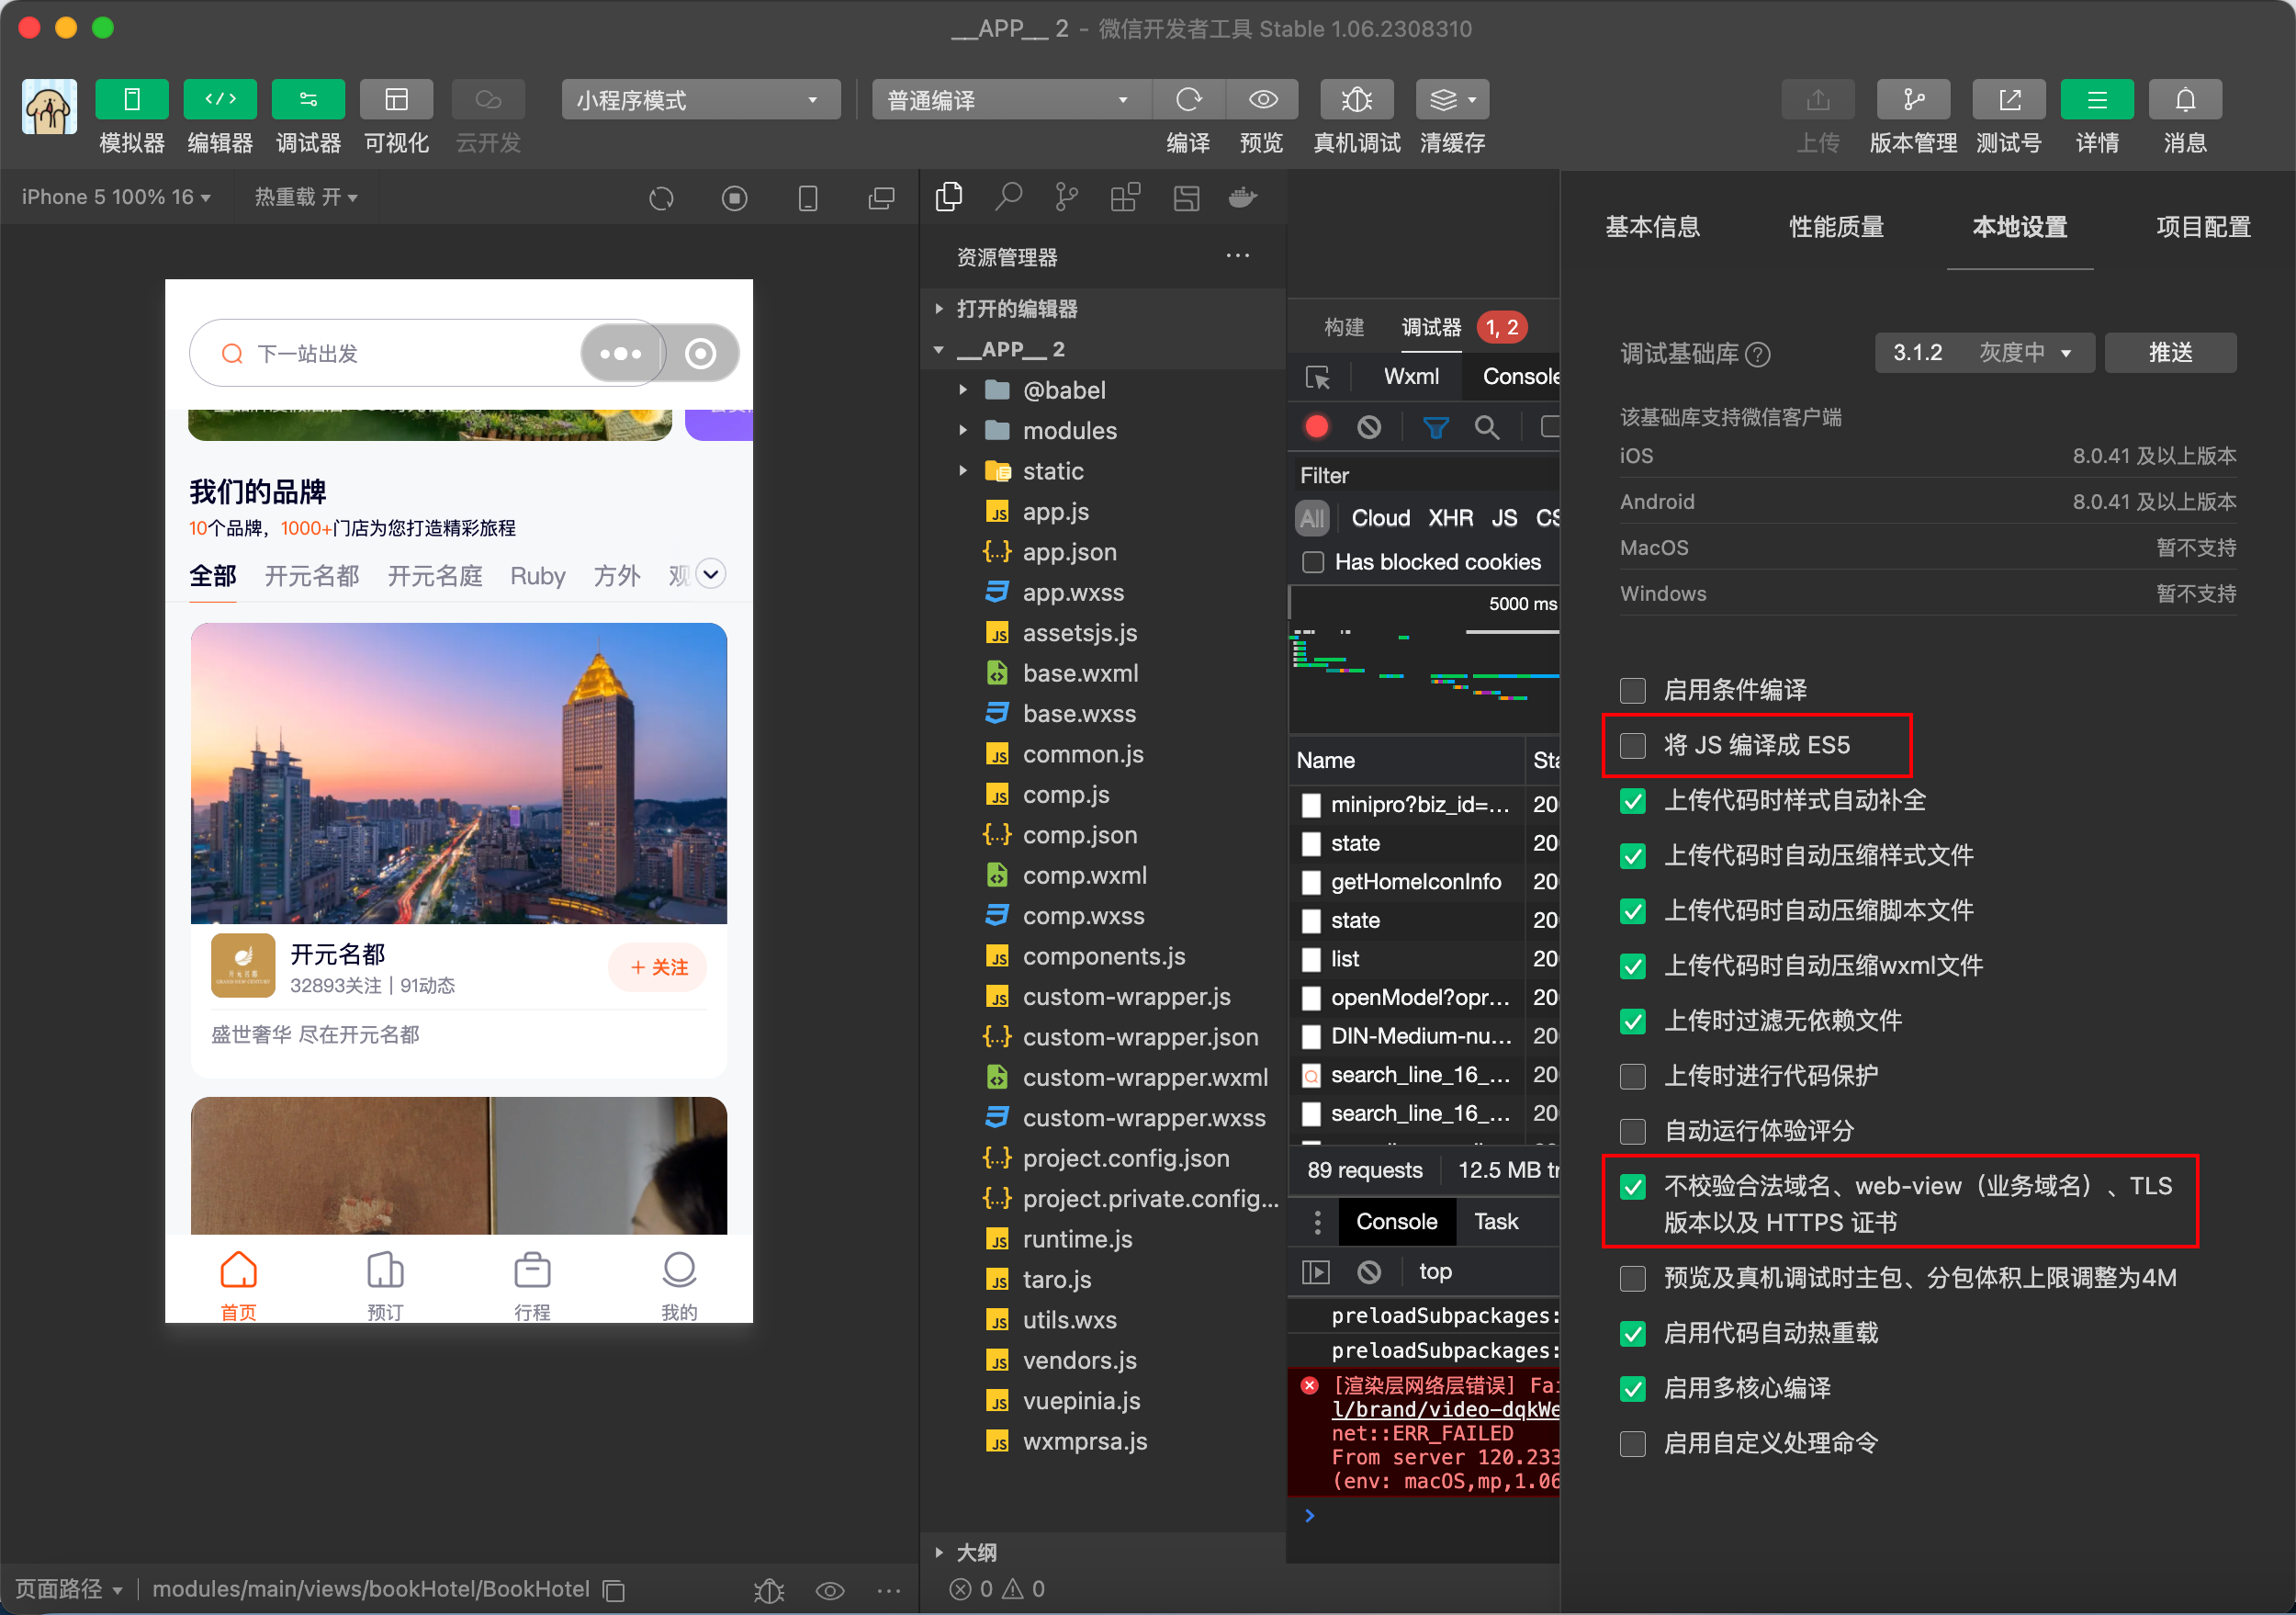 __APP__ 2 - 微信开发者工具 Stable 1.06.2308310
模拟器
编辑器
调试器
可视化
云开发
小程序模式
普通编译
编译
预览
真机调试
清缓存
上传
版本管理
测试号
详情
消息
iPhone 5 100% 16
热重载 开
下一站出发
我们的品牌
10个品牌，1000+门店为您打造精彩旅程
全部 开元名都 开元名庭 Ruby 方外 观
开元名都
开元名都
32893关注 | 91动态
+ 关注
盛世奢华 尽在开元名都
首页
预订
行程
我的
页面路径
modules/main/views/bookHotel/BookHotel
资源管理器
打开的编辑器
__APP__ 2
@babel
modules
static
app.js
app.json
app.wxss
assetsjs.js
base.wxml
base.wxss
common.js
comp.js
comp.json
comp.wxml
comp.wxss
components.js
custom-wrapper.js
custom-wrapper.json
custom-wrapper.wxml
custom-wrapper.wxss
project.config.json
project.private.config...
runtime.js
taro.js
utils.wxs
vendors.js
vuepinia.js
wxmprsa.js
大纲
0 0
构建
调试器
1, 2
Wxml
Console
Filter
All Cloud XHR JS CS
Has blocked cookies
5000 ms
Name
Sta
minipro?biz_id=... 20
state 20
getHomeIconInfo 20
state 20
list 20
openModel?opr... 20
DIN-Medium-nu... 20
search_line_16_... 20
search_line_16_... 20
89 requests
12.5 MB tr
Console
Task
top
preloadSubpackages:
preloadSubpackages:
[渲染层网络层错误] Fai
l/brand/video-dqkWe
net::ERR_FAILED
From server 120.233
(env: macOS,mp,1.06
基本信息
性能质量
本地设置
项目配置
调试基础库
3.1.2 灰度中
推送
该基础库支持微信客户端
iOS 8.0.41 及以上版本
Android 8.0.41 及以上版本
MacOS 暂不支持
Windows 暂不支持
启用条件编译
将 JS 编译成 ES5
上传代码时样式自动补全
上传代码时自动压缩样式文件
上传代码时自动压缩脚本文件
上传代码时自动压缩wxml文件
上传时过滤无依赖文件
上传时进行代码保护
自动运行体验评分
不校验合法域名、web-view（业务域名）、TLS
版本以及 HTTPS 证书
预览及真机调试时主包、分包体积上限调整为4M
启用代码自动热重载
启用多核心编译
启用自定义处理命令